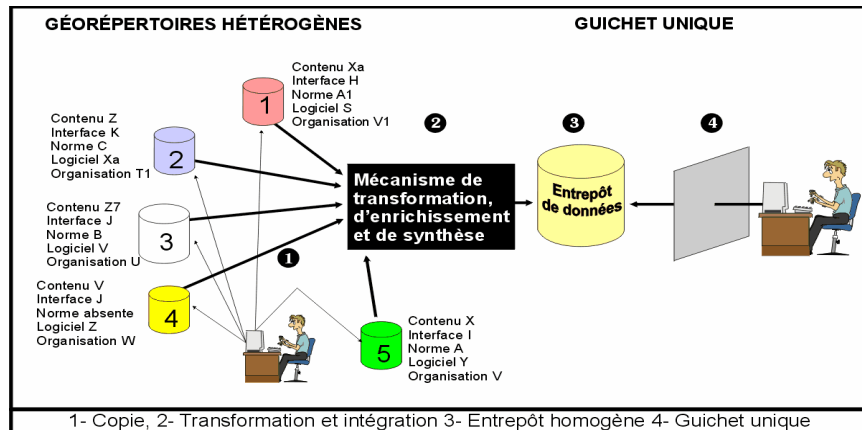 GÉORÉPERTOIRES HÉTÉROGÈNES
GUICHET UNIQUE
Contenu Xa
Interface H
Norme A1
Logiciel S
Organisation V1
1
Contenu Z
Interface K
Norme C
Logiciel Xa
Organisation T1
2
Contenu Z7
Interface J
Norme B
Logiciel V
Organisation U
3
Contenu V
Interface J
Norme absente
Logiciel Z
Organisation W
4
1
5
Contenu X
Interface I
Norme A
Logiciel Y
Organisation V
2
Mécanisme de
transformation,
d'enrichissement
et de synthèse
3
Entrepôt
de données
4
1- Copie, 2- Transformation et intégration 3- Entrepôt homogène 4- Guichet unique